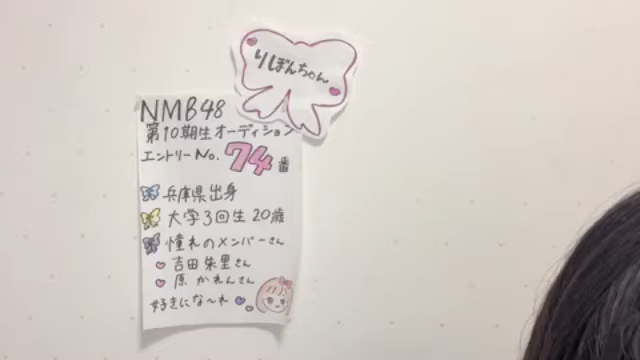 りぼんちゃん
NMB48
第10期生オーディション
エントリーNo. 74番
兵庫県出身
大学3回生 20歳
憧れのメンバーさん
吉田朱里さん
原 かれんさん
好きにな〜れ